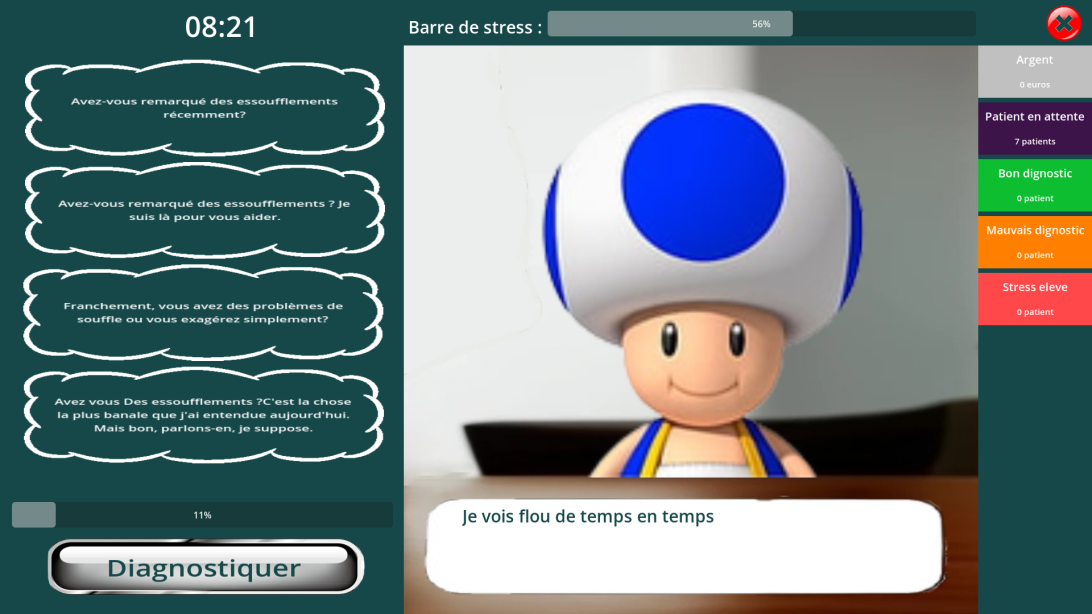 08:21
Barre de stress :
56%
Avez-vous remarqué des essoufflements
récemment?
Avez-vous remarqué des essoufflements ? Je
suis là pour vous aider.
Franchement, vous avez des problèmes de
souffle ou vous exagérez simplement?
Avez vous Des essoufflements ?C'est la chose
la plus banale que j'ai entendue aujourd'hui.
Mais bon, parlons-en, je suppose.
11%
Diagnostiquer
Je vois flou de temps en temps
Argent
0 euros
Patient en attente
7 patients
Bon dignostic
0 patient
Mauvais dignostic
0 patient
Stress eleve
0 patient